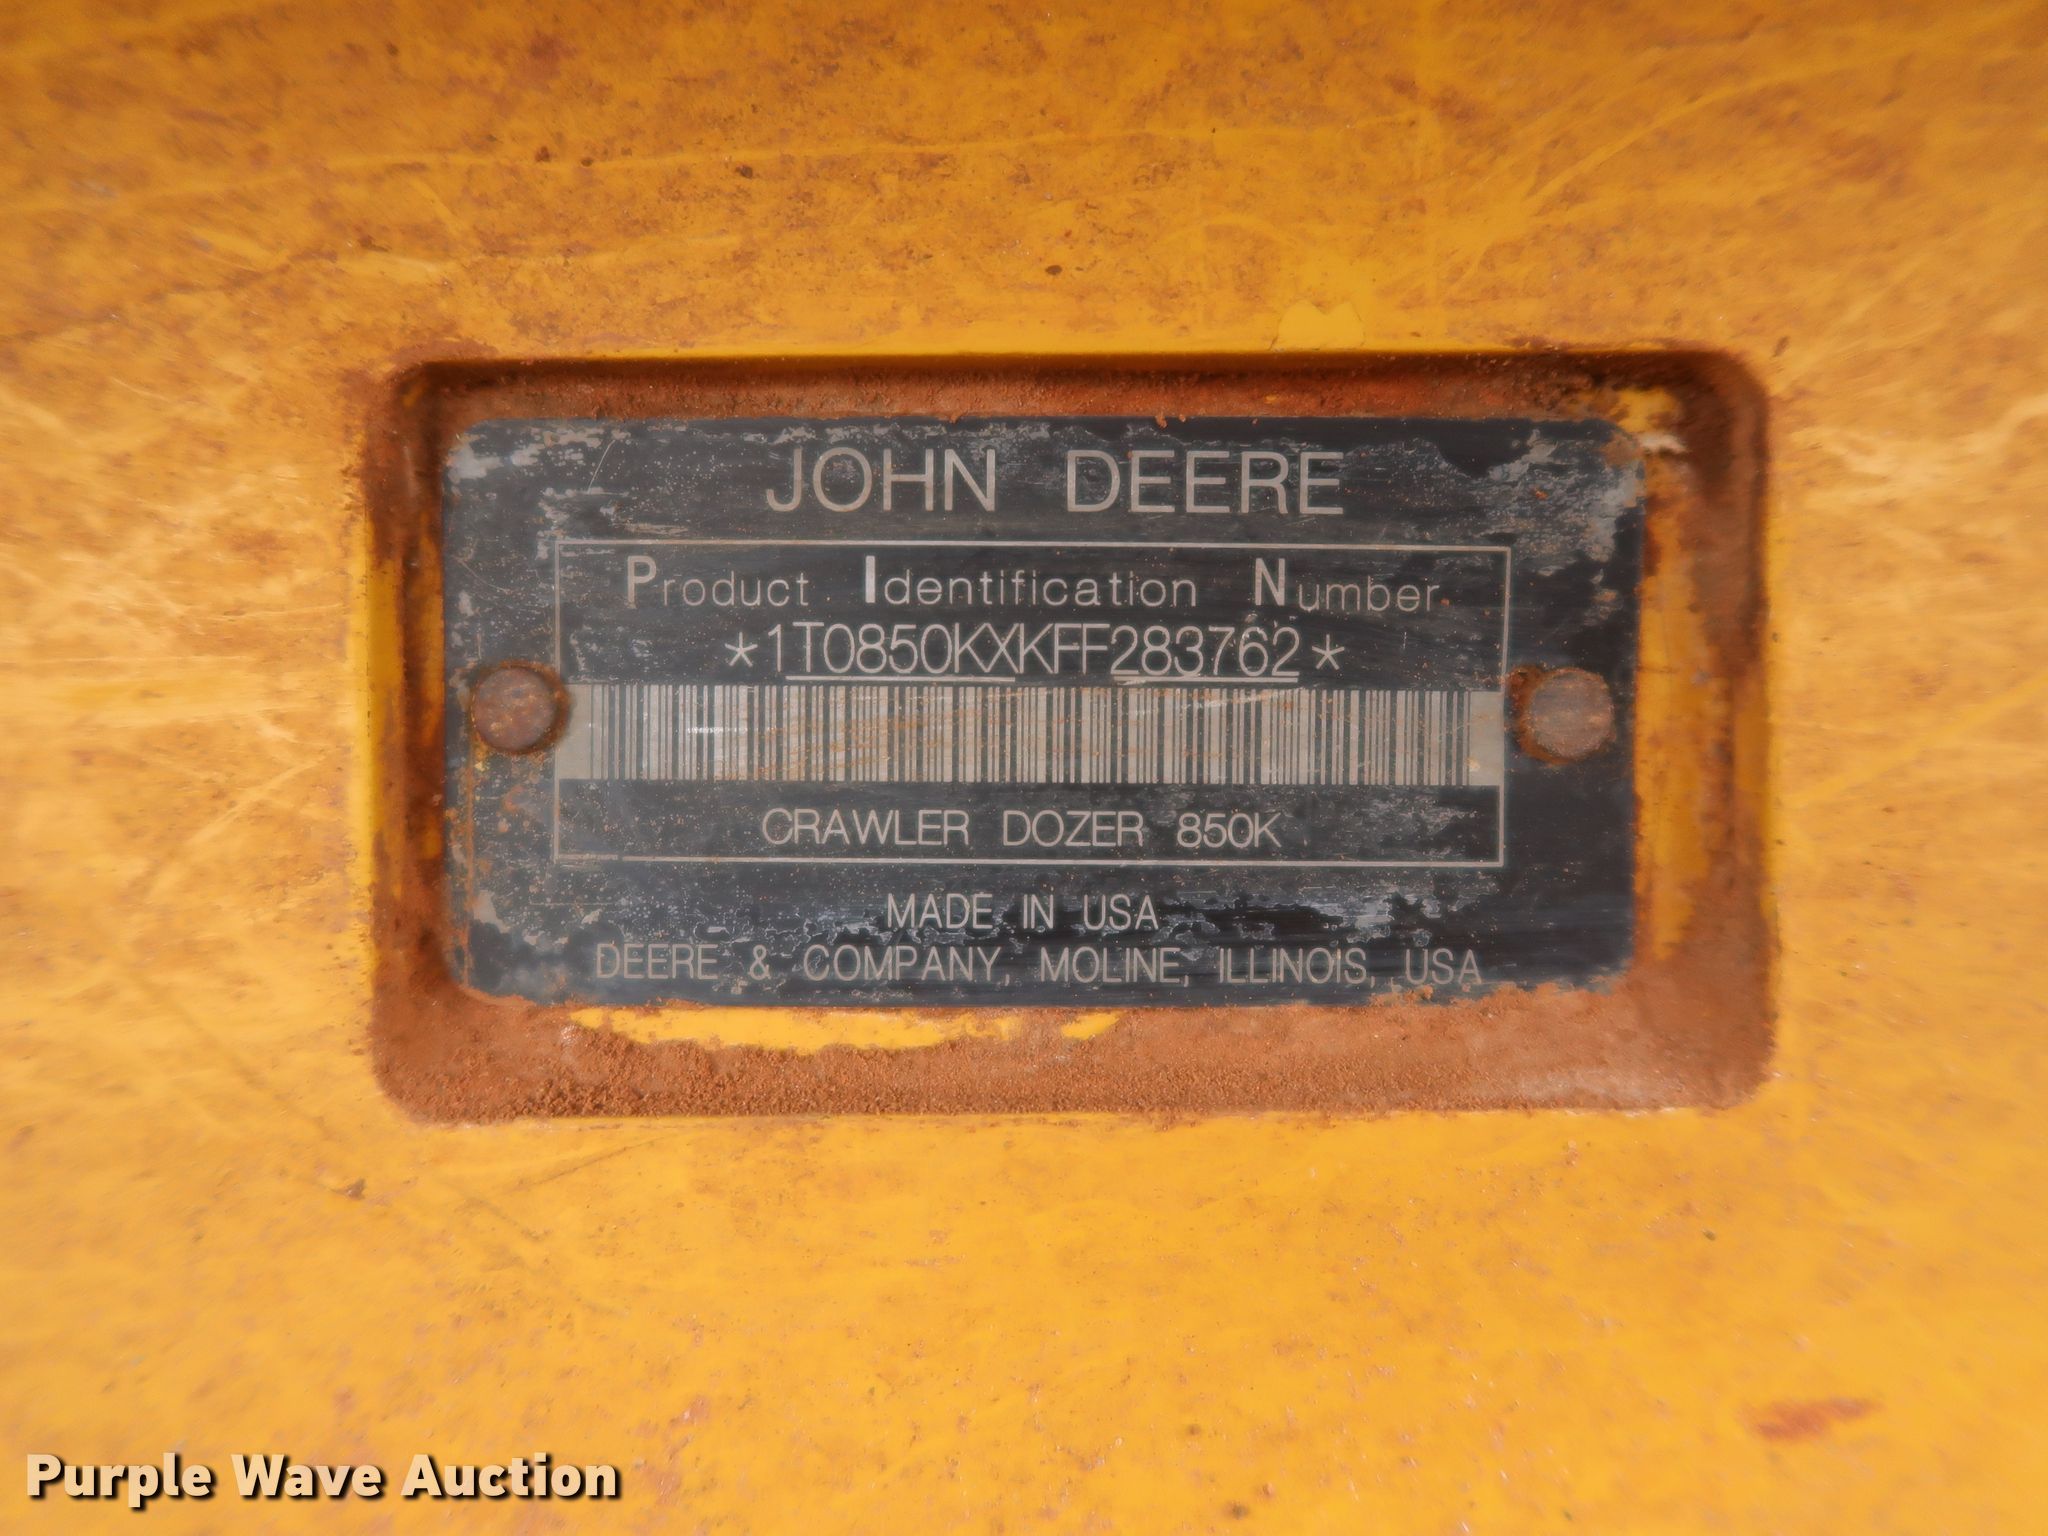 JOHN DEERE
Product Identification Number
*1T0850KXKFF283762*
CRAWLER DOZER 850K
MADE IN USA
DEERE & COMPANY, MOLINE, ILLINOIS, USA
Purple Wave Auction